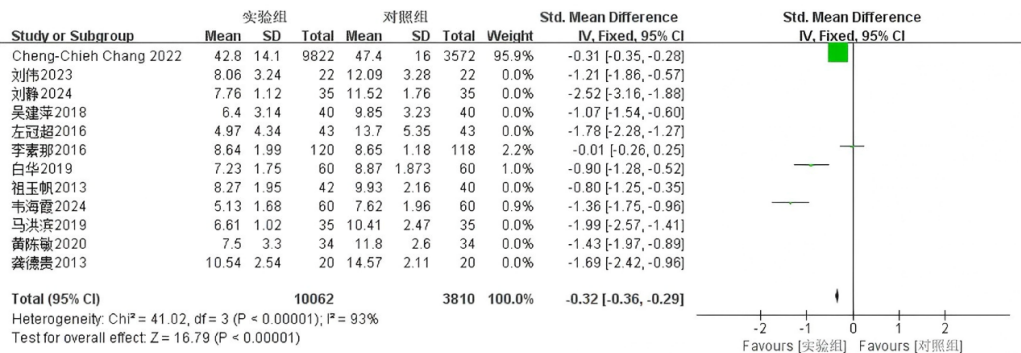 实验组 对照组 Std. Mean Difference Std. Mean Difference
Study or Subgroup Mean SD Total Mean SD Total Weight IV, Fixed, 95% CI IV, Fixed, 95% CI
Cheng-Chieh Chang 2022 42.8 14.1 9822 47.4 16 3572 95.9% -0.31 [-0.35, -0.28]
刘伟2023 8.06 3.24 22 12.09 3.28 22 0.0% -1.21 [-1.86, -0.57]
刘静2024 7.76 1.12 35 11.52 1.76 35 0.0% -2.52 [-3.16, -1.88]
吴建萍2018 6.4 3.14 40 9.85 3.23 40 0.0% -1.07 [-1.54, -0.60]
左冠超2016 4.97 4.34 43 13.7 5.35 43 0.0% -1.78 [-2.28, -1.27]
李素那2016 8.64 1.99 120 8.65 1.18 118 2.2% -0.01 [-0.26, 0.25]
白华2019 7.23 1.75 60 8.87 1.873 60 1.0% -0.90 [-1.28, -0.52]
祖玉帆2013 8.27 1.95 42 9.93 2.16 40 0.0% -0.80 [-1.25, -0.35]
韦海霞2024 5.13 1.68 60 7.62 1.96 60 0.9% -1.36 [-1.75, -0.96]
马洪滨2019 6.61 1.02 35 10.41 2.47 35 0.0% -1.99 [-2.57, -1.41]
黄陈敏2020 7.5 3.3 34 11.8 2.6 34 0.0% -1.43 [-1.97, -0.89]
龚德贵2013 10.54 2.54 20 14.57 2.11 20 0.0% -1.69 [-2.42, -0.96]
Total (95% CI) 10062 3810 100.0% -0.32 [-0.36, -0.29]
Heterogeneity: Chi² = 41.02, df = 3 (P < 0.00001); I² = 93%
Test for overall effect: Z = 16.79 (P < 0.00001)
-2 -1 0 1 2
Favours [实验组] Favours [对照组]